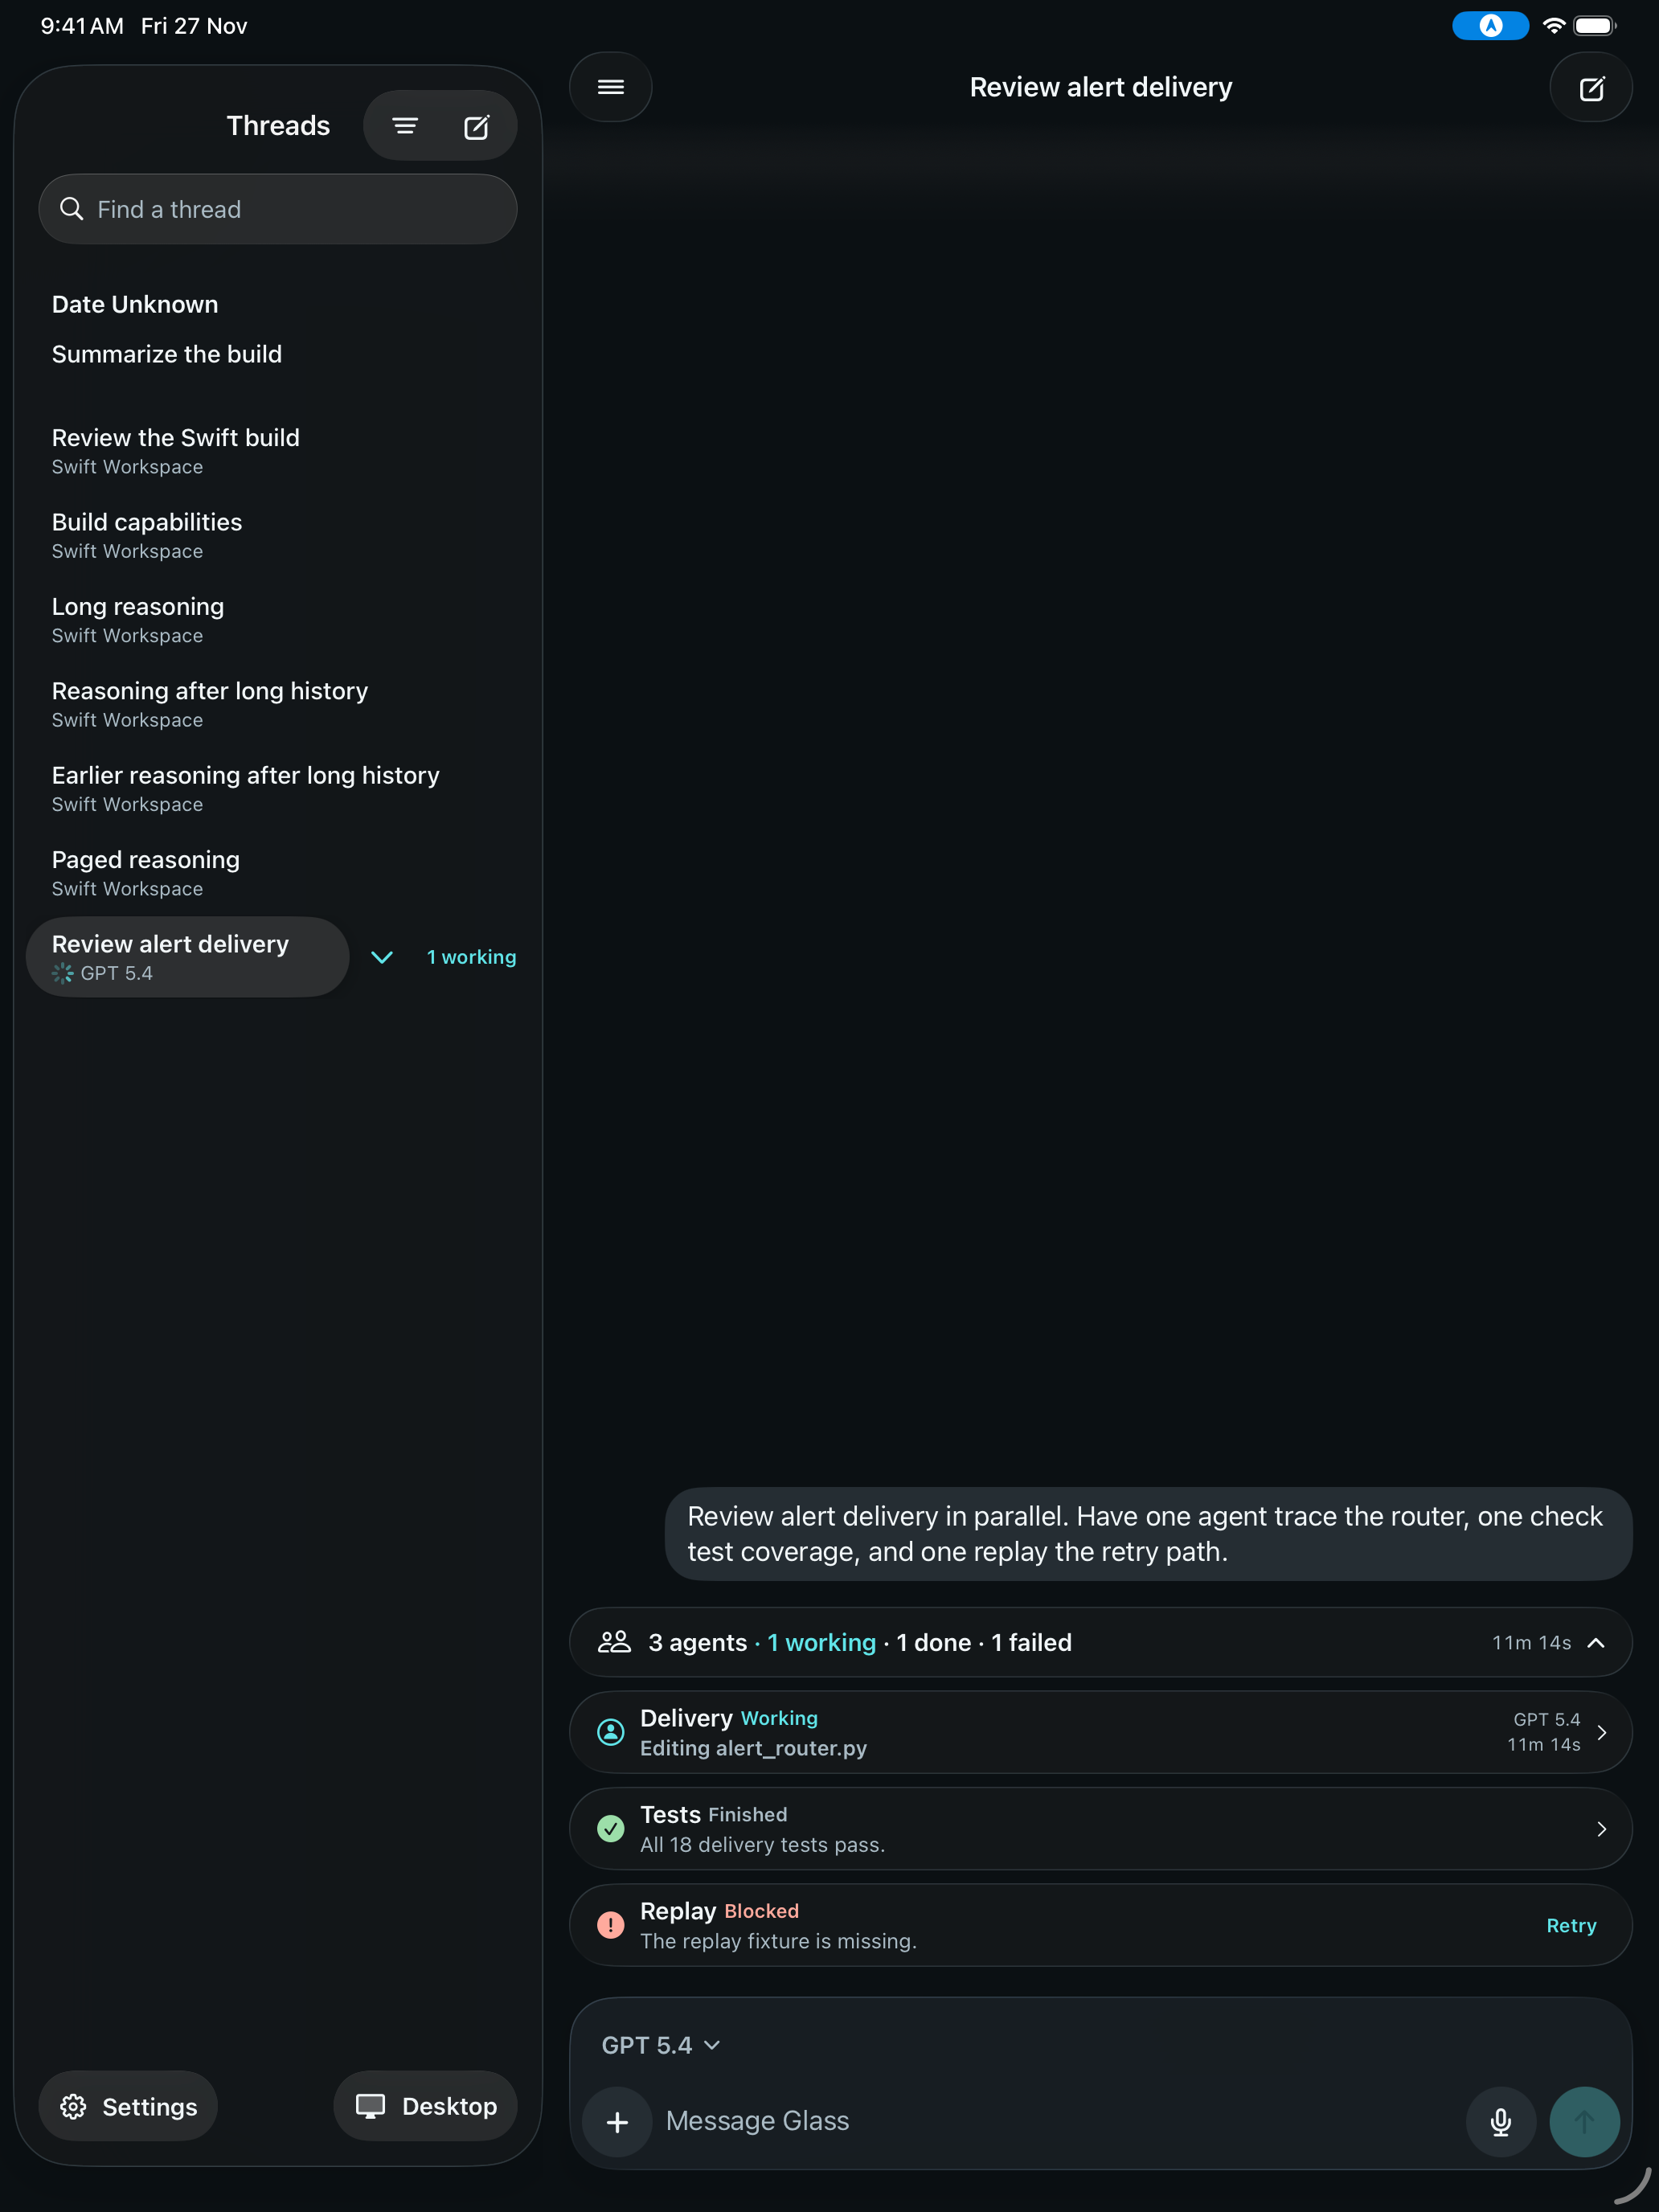 9:41 AM Fri 27 Nov
Threads
Find a thread
Date Unknown
Summarize the build
Review the Swift build
Swift Workspace
Build capabilities
Swift Workspace
Long reasoning
Swift Workspace
Reasoning after long history
Swift Workspace
Earlier reasoning after long history
Swift Workspace
Paged reasoning
Swift Workspace
Review alert delivery
1 working
GPT 5.4
Settings
Desktop
Review alert delivery
Review alert delivery in parallel. Have one agent trace the router, one check
test coverage, and one replay the retry path.
3 agents · 1 working · 1 done · 1 failed
11m 14s
Delivery Working
Editing alert_router.py
GPT 5.4
11m 14s
Tests Finished
All 18 delivery tests pass.
Replay Blocked
The replay fixture is missing.
Retry
GPT 5.4
Message Glass